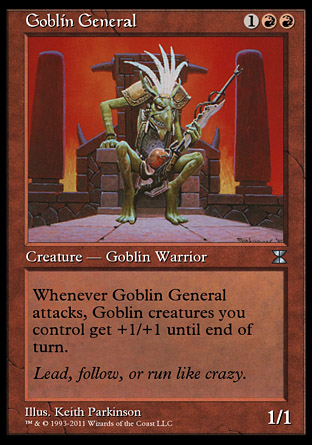 Goblin General 1
Creature — Goblin Warrior
Whenever Goblin General
attacks, Goblin creatures you
control get +1/+1 until end of
turn.
Lead, follow, or run like crazy.
Illus. Keith Parkinson
™ & © 1993-2011 Wizards of the Coast LLC
1/1